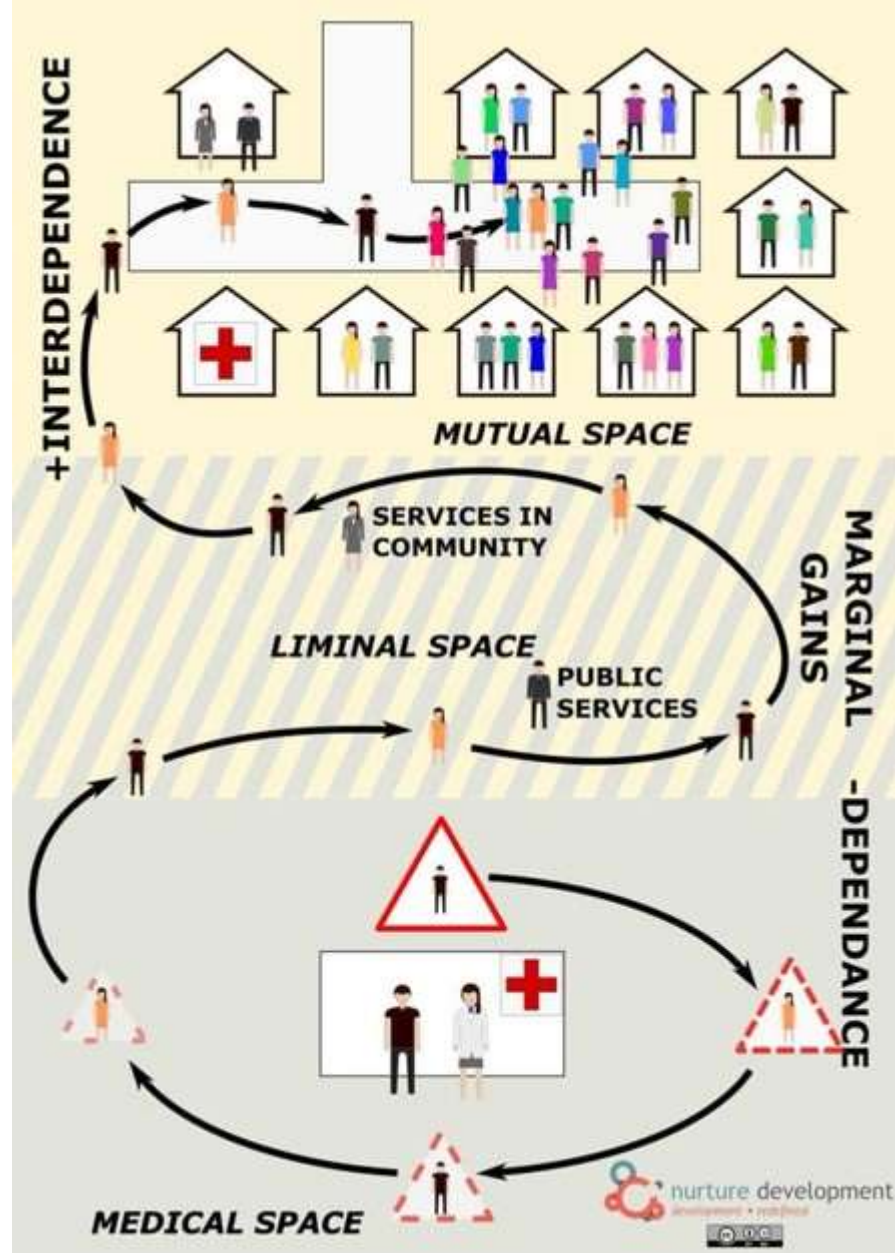 +INTERDEPENDENCE
MUTUAL SPACE
SERVICES IN
COMMUNITY
MARGINAL
GAINS
LIMINAL SPACE
PUBLIC
SERVICES
-DEPENDANCE
nurture development
MEDICAL SPACE